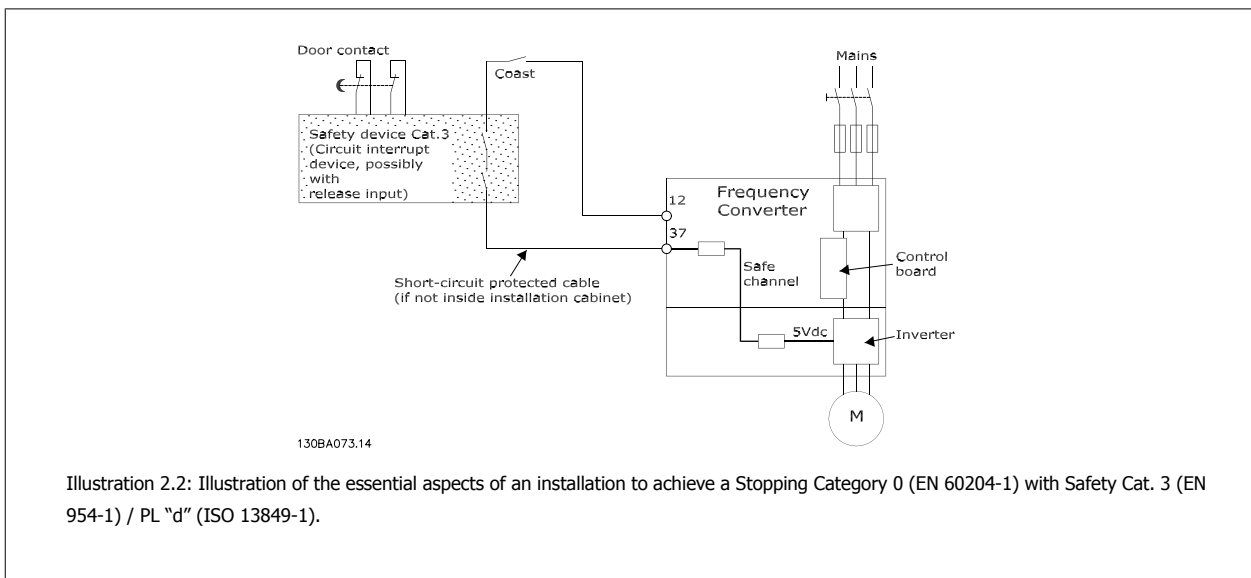 Door contact
Coast
Mains
Safety device Cat.3
(Circuit interrupt
device, possibly
with
release input)
12
Frequency
Converter
37
Short-circuit protected cable
(if not inside installation cabinet)
Safe
channel
Control
board
5Vdc
Inverter
M
130BA073.14
Illustration 2.2: Illustration of the essential aspects of an installation to achieve a Stopping Category 0 (EN 60204-1) with Safety Cat. 3 (EN
954-1) / PL “d” (ISO 13849-1).